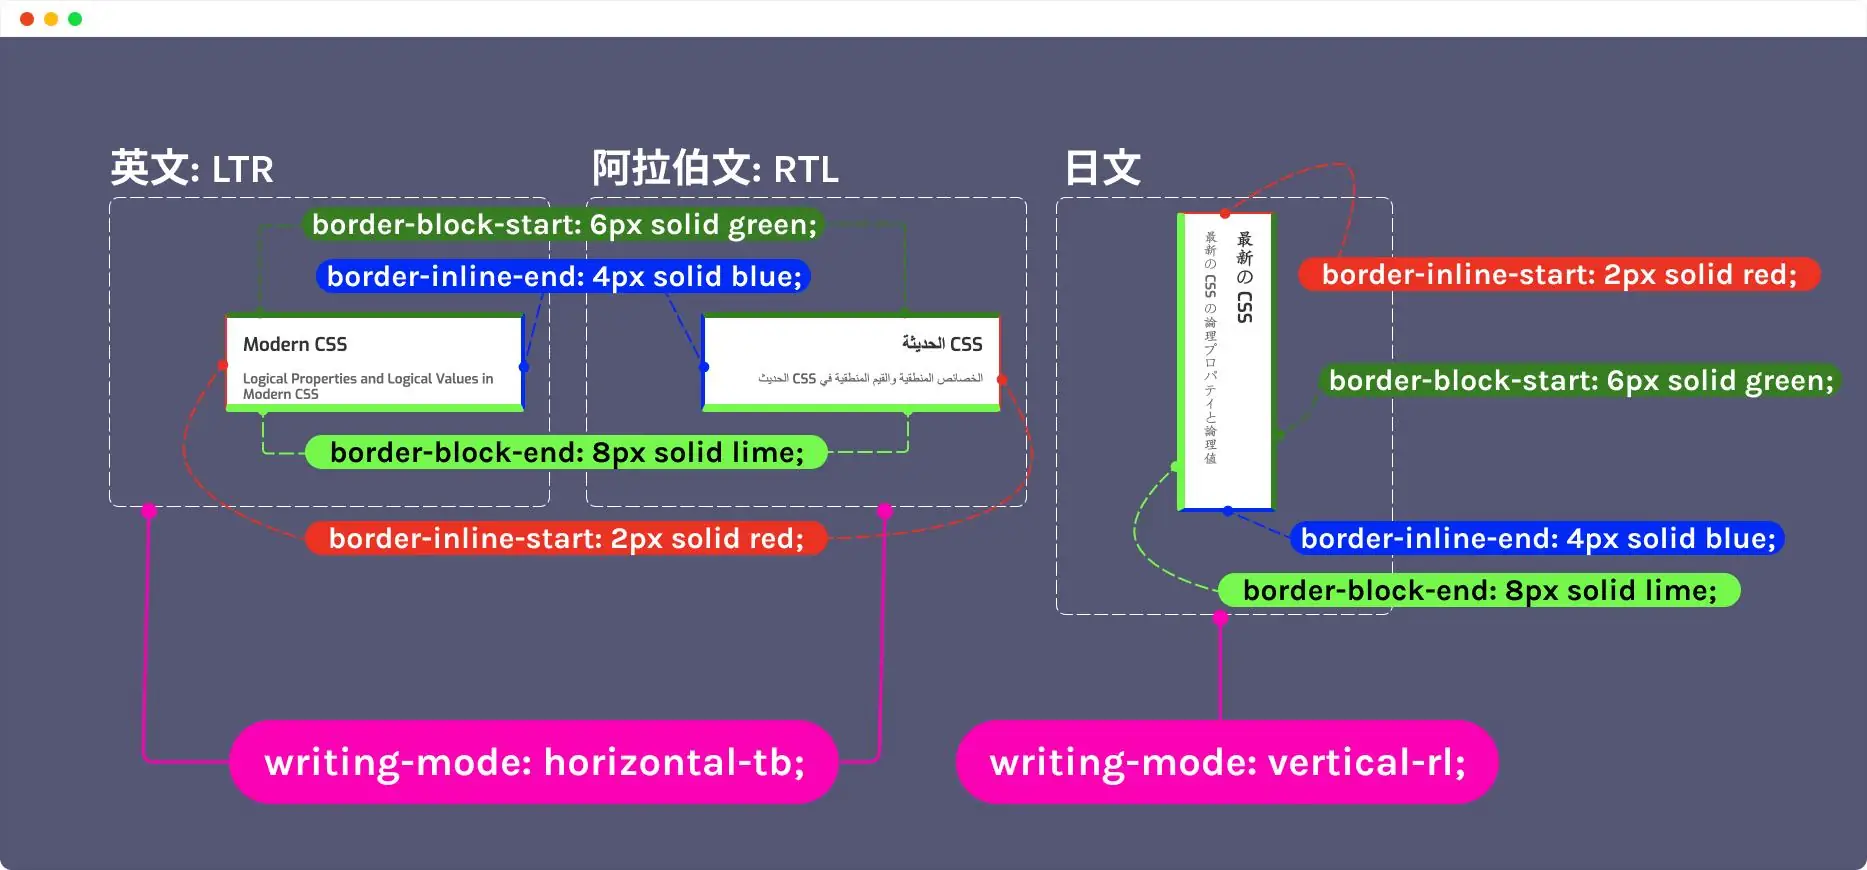 英文: LTR
阿拉伯文: RTL
日文
border-block-start: 6px solid green;
border-inline-end: 4px solid blue;
Modern CSS
Logical Properties and Logical Values in
Modern CSS
CSS الحديثة
الخصائص المنطقية والقيم المنطقية في CSS الحديث
border-block-end: 8px solid lime;
border-inline-start: 2px solid red;
最新の CSS
最新の CSS の論理プロパティと論理値
border-inline-start: 2px solid red;
border-block-start: 6px solid green;
border-inline-end: 4px solid blue;
border-block-end: 8px solid lime;
writing-mode: horizontal-tb;
writing-mode: vertical-rl;